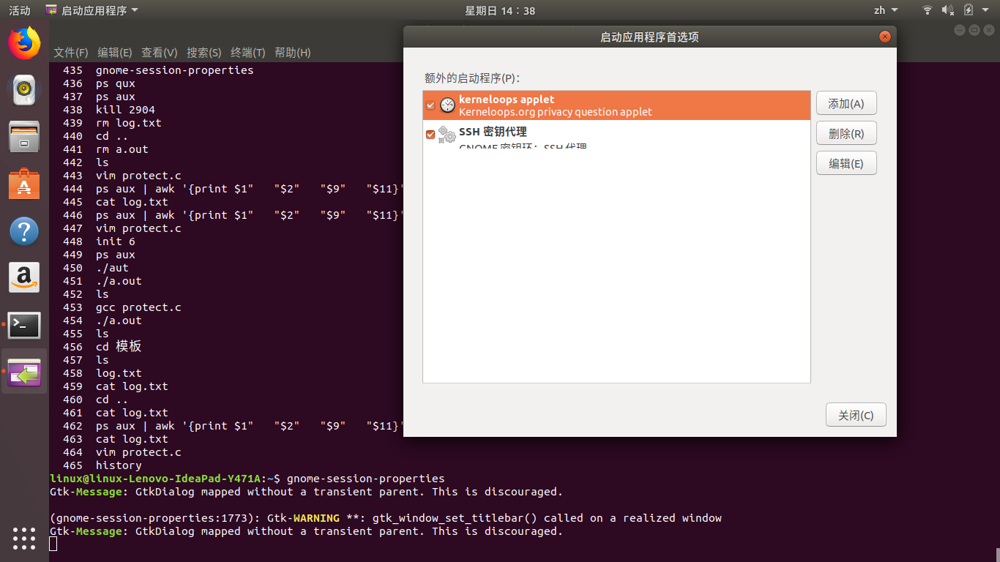 活动 启动应用程序 星期日 14：38 zh
启动应用程序首选项
文件(F) 编辑(E) 查看(V) 搜索(S) 终端(T) 帮助(H)
额外的启动程序(P)：
kerneloops applet
Kerneloops.org privacy question applet
SSH 密钥代理
GNOME 密钥环：SSH 代理
添加(A)
删除(R)
编辑(E)
关闭(C)
435 gnome-session-properties
436 ps qux
437 ps aux
438 kill 2904
439 rm log.txt
440 cd ..
441 rm a.out
442 ls
443 vim protect.c
444 ps aux | awk '{print $1"   "$2"   "$9"   "$11}'
445 cat log.txt
446 ps aux | awk '{print $1"   "$2"   "$9"   "$11}'
447 vim protect.c
448 init 6
449 ps aux
450 ./aut
451 ./a.out
452 ls
453 gcc protect.c
454 ./a.out
455 ls
456 cd 模板
457 ls
458 log.txt
459 cat log.txt
460 cd ..
461 cat log.txt
462 ps aux | awk '{print $1"   "$2"   "$9"   "$11}'
463 cat log.txt
464 vim protect.c
465 history
linux@linux-Lenovo-IdeaPad-Y471A:~$ gnome-session-properties
Gtk-Message: GtkDialog mapped without a transient parent. This is discouraged.
(gnome-session-properties:1773): Gtk-WARNING **: gtk_window_set_titlebar() called on a realized window
Gtk-Message: GtkDialog mapped without a transient parent. This is discouraged.